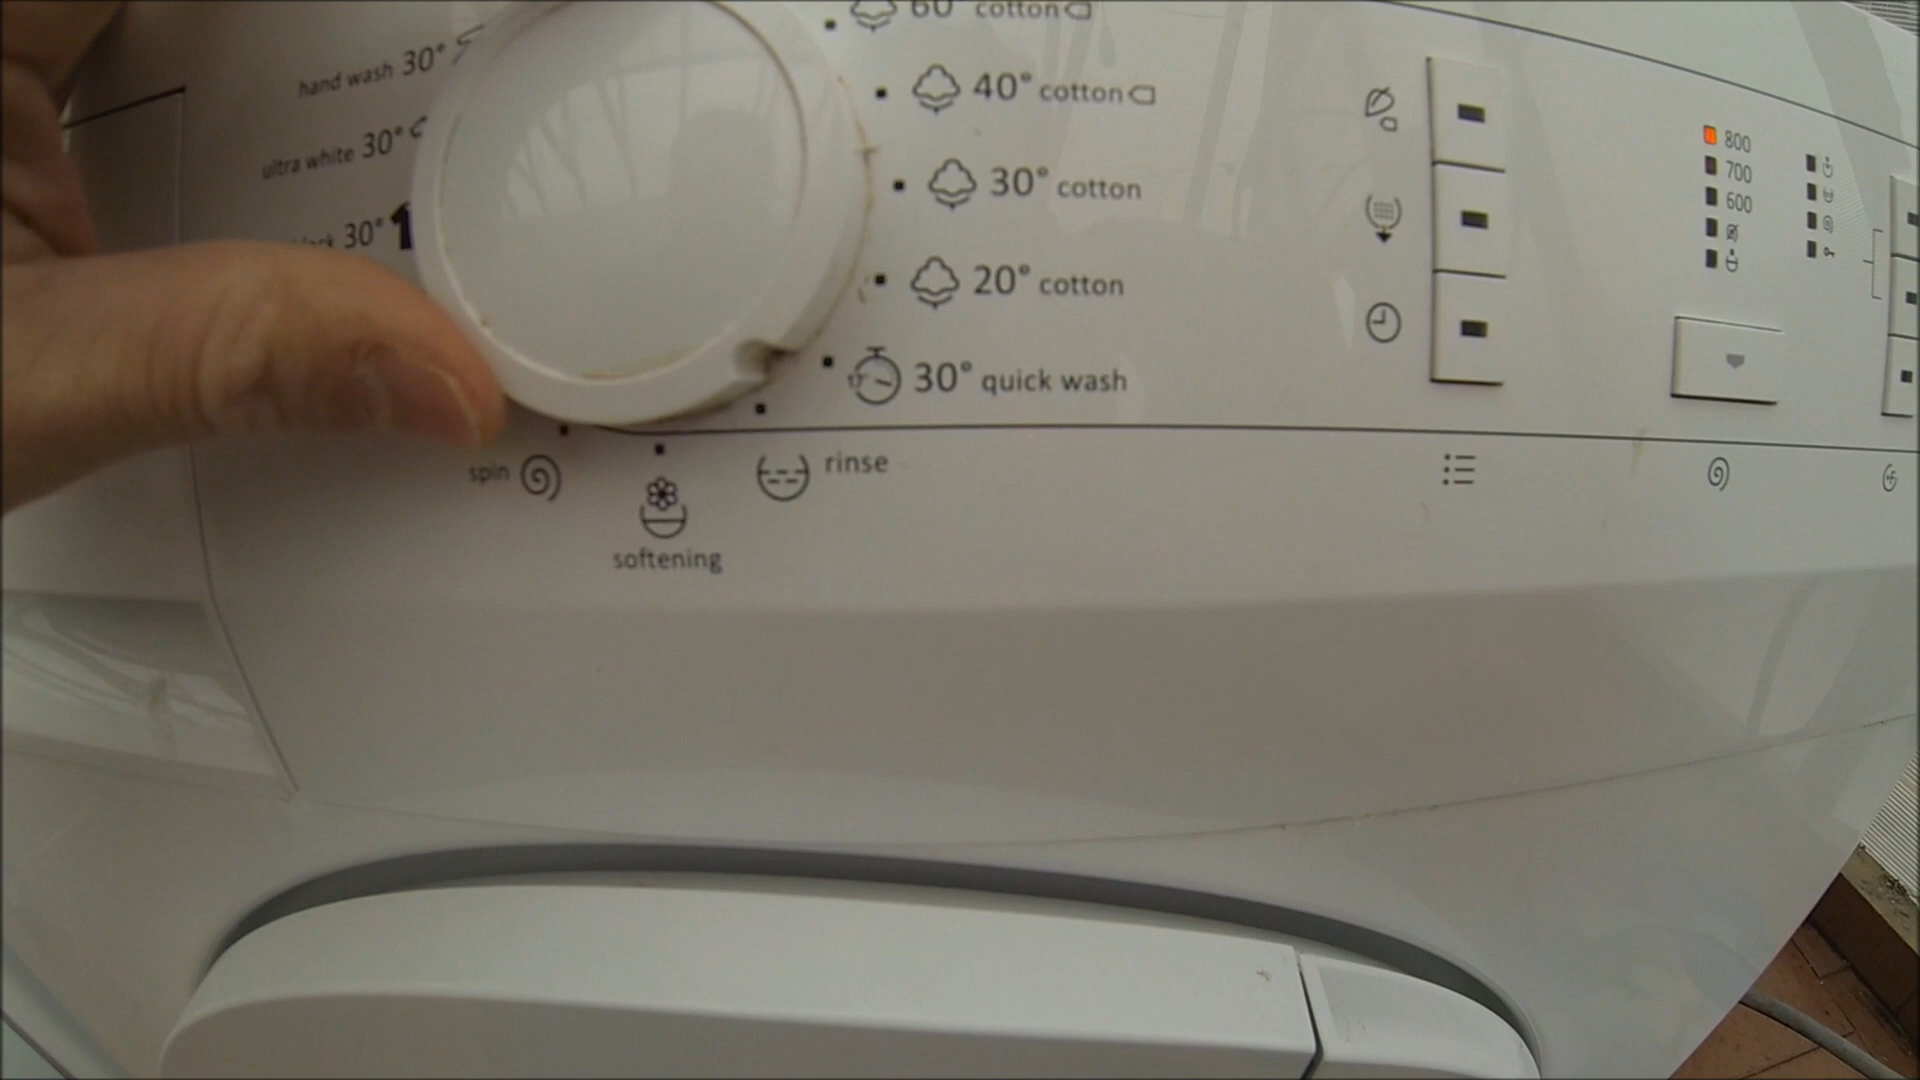 60° cotton
hand wash 30°
40° cotton
ultra white 30°
30° cotton
30°
20° cotton
17' 30° quick wash
spin
rinse
softening
800
700
600